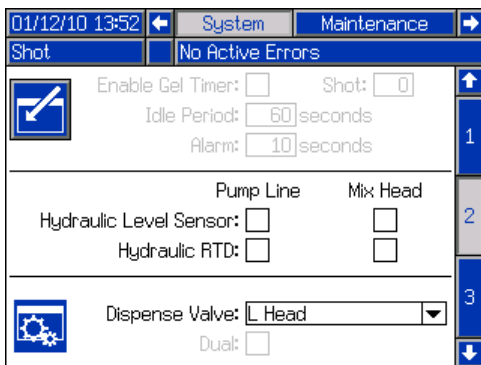 01/12/10 13:52 System Maintenance
Shot No Active Errors
Enable Gel Timer: Shot: 0
Idle Period: 60 seconds
Alarm: 10 seconds
1
Pump Line Mix Head
Hydraulic Level Sensor:
2
Hydraulic RTD:
3
Dispense Valve: L Head
Dual: